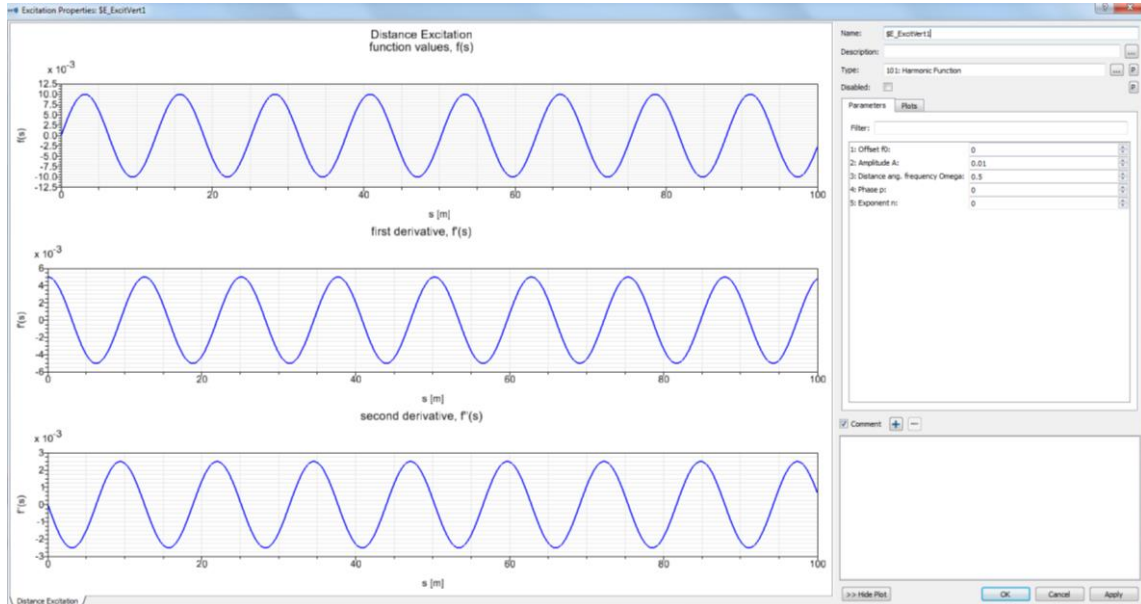 Excitation Properties: $E_ExcitVert1
Distance Excitation
function values, f(s)
x 10-3
12.5
10.0
7.5
5.0
2.5
0.0
-2.5
-5.0
-7.5
-10.0
-12.5
f(s)
0 20 40 60 80 100
s [m]
first derivative, f'(s)
x 10-3
6
4
2
0
-2
-4
-6
f'(s)
0 20 40 60 80 100
s [m]
second derivative, f''(s)
x 10-3
3
2
1
0
-1
-2
-3
f''(s)
0 20 40 60 80 100
s [m]
Distance Excitation
Name: $E_ExcitVert1
Description: ...
Type: 101: Harmonic Function ... P
Disabled: P
Parameters Plots
Filter:
1: Offset f0: 0
2: Amplitude A: 0.01
3: Distance ang. frequency Omega: 0.5
4: Phase p: 0
5: Exponent n: 0
Comment
>> Hide Plot OK Cancel Apply